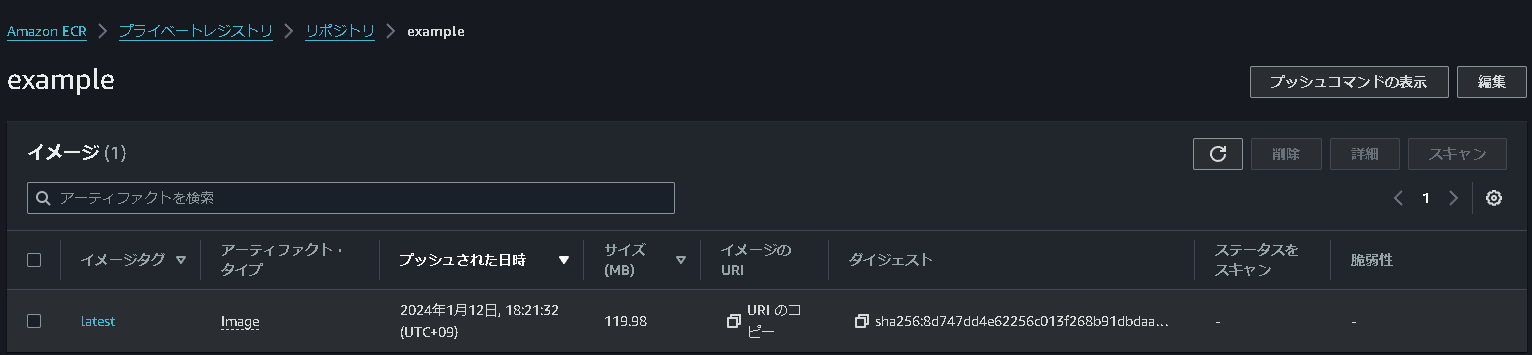 Amazon ECR > プライベートレジストリ > リポジトリ > example
example
プッシュコマンドの表示
編集
イメージ (1)
削除
詳細
スキャン
アーティファクトを検索
1
イメージタグ
アーティファクト・
タイプ
プッシュされた日時
サイズ
(MB)
イメージの
URI
ダイジェスト
ステータスを
スキャン
脆弱性
latest
Image
2024年1月12日, 18:21:32
(UTC+09)
119.98
URI のコ
ピー
sha256:8d747dd4e62256c013f268b91dbdaa...
-
-